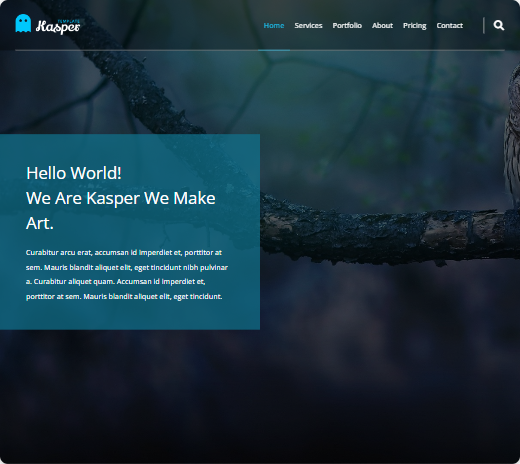 TEMPLATE
Kasper
Home Services Portfolio About Pricing Contact
Hello World!
We Are Kasper We Make
Art.
Curabitur arcu erat, accumsan id imperdiet et, porttitor at
sem. Mauris blandit aliquet elit, eget tincidunt nibh pulvinar
a. Curabitur aliquet quam. Accumsan id imperdiet et,
porttitor at sem. Mauris blandit aliquet elit, eget tincidunt.